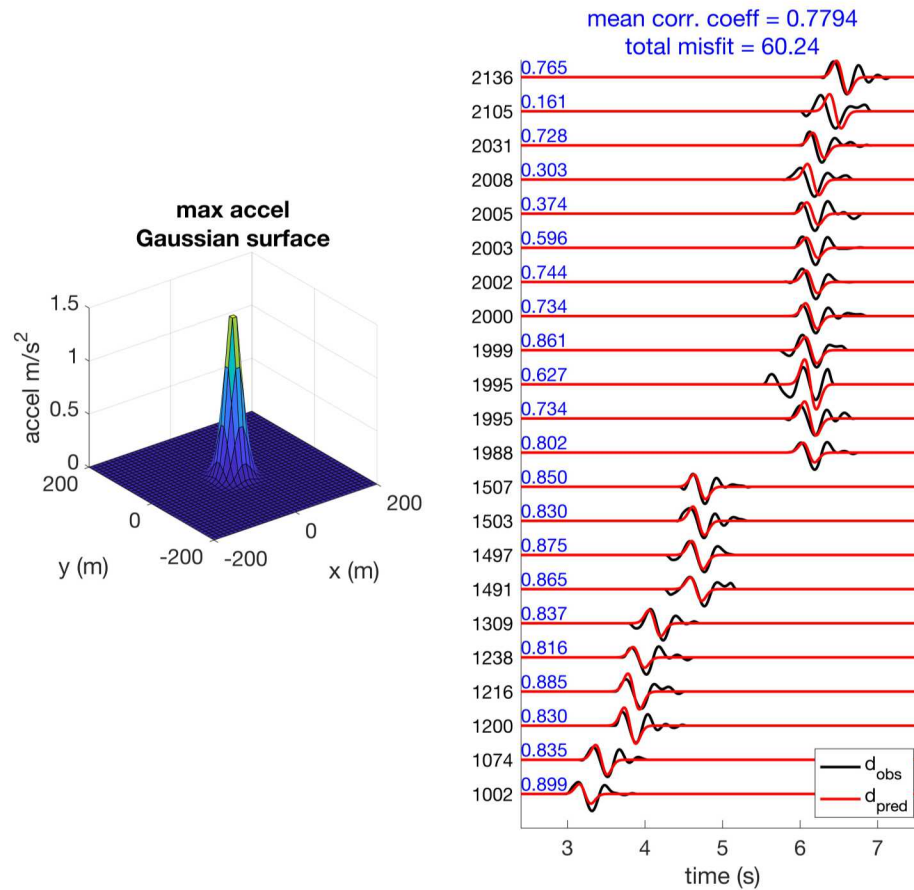 max accel
Gaussian surface
accel m/s²
1.5
1
0.5
0
200
0
-200
y (m)
-200
0
200
x (m)
mean corr. coeff = 0.7794
total misfit = 60.24
2136 0.765
2105 0.161
2031 0.728
2008 0.303
2005 0.374
2003 0.596
2002 0.744
2000 0.734
1999 0.861
1995 0.627
1995 0.734
1988 0.802
1507 0.850
1503 0.830
1497 0.875
1491 0.865
1309 0.837
1238 0.816
1216 0.885
1200 0.830
1074 0.835
1002 0.899
d_obs
d_pred
3 4 5 6 7
time (s)